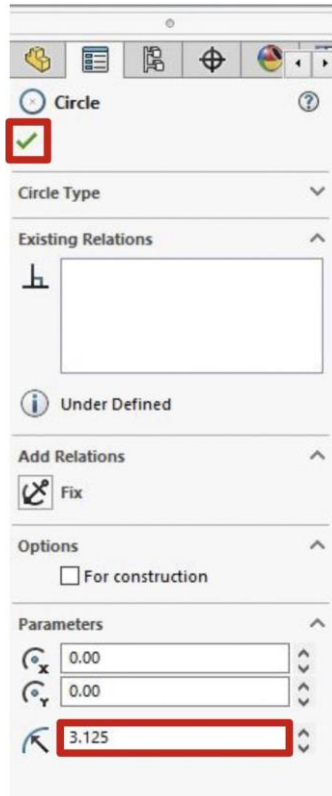 Circle
Circle Type
Existing Relations
Under Defined
Add Relations
Fix
Options
For construction
Parameters
x 0.00
Y 0.00
3.125